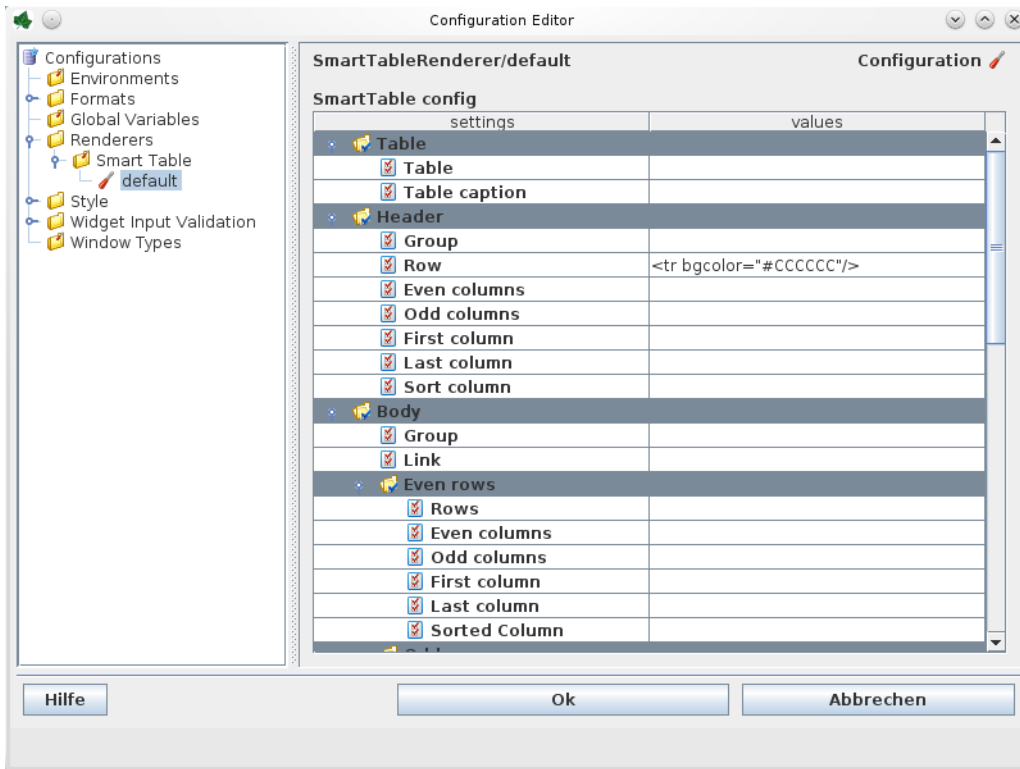 Configuration Editor
Configurations
Environments
Formats
Global Variables
Renderers
Smart Table
default
Style
Widget Input Validation
Window Types
SmartTableRenderer/default
Configuration
SmartTable config
settings values
Table
Table
Table caption
Header
Group
Row <tr bgcolor="#CCCCCC"/>
Even columns
Odd columns
First column
Last column
Sort column
Body
Group
Link
Even rows
Rows
Even columns
Odd columns
First column
Last column
Sorted Column
Hilfe
Ok
Abbrechen